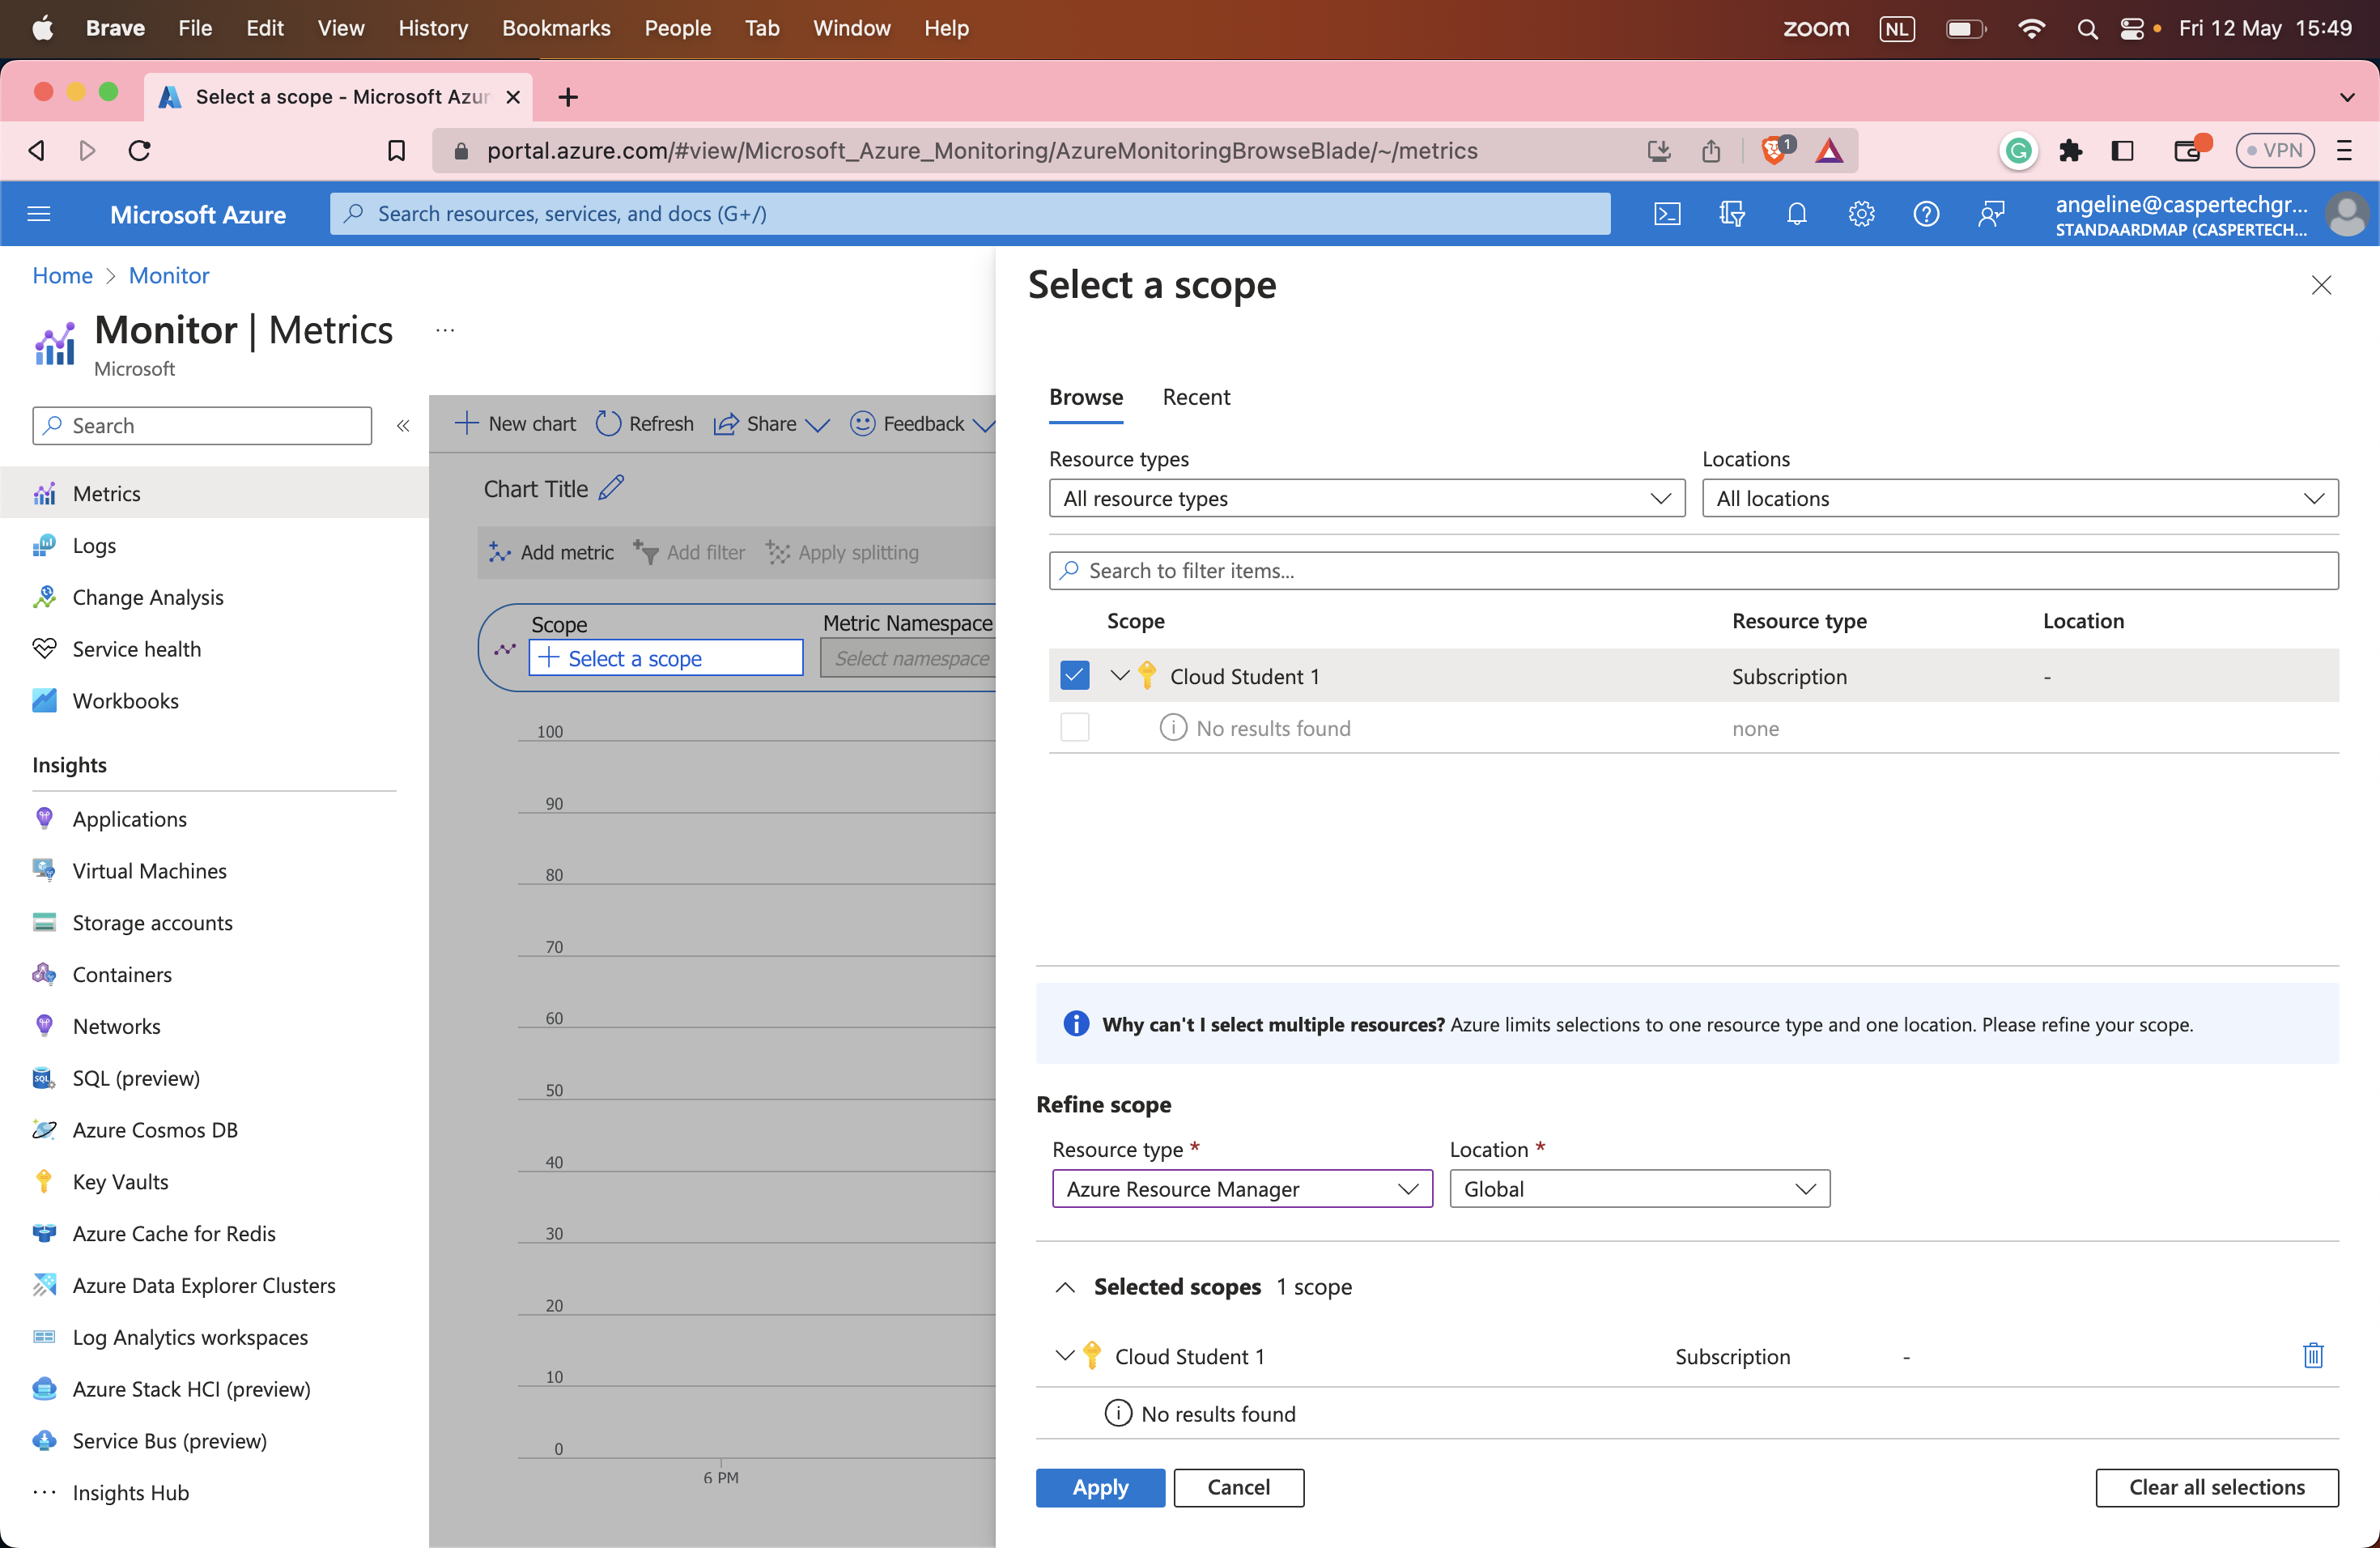 Brave File Edit View History Bookmarks People Tab Window Help zoom NL Fri 12 May 15:49
Select a scope - Microsoft Azur
portal.azure.com/#view/Microsoft_Azure_Monitoring/AzureMonitoringBrowseBlade/~/metrics 1 VPN
Microsoft Azure
Search resources, services, and docs (G+/)
angeline@caspertechgr...
STANDAARDMAP (CASPERTECH...
Home > Monitor
Monitor | Metrics ...
Microsoft
Search
«
Metrics
Logs
Change Analysis
Service health
Workbooks
Insights
Applications
Virtual Machines
Storage accounts
Containers
Networks
SQL (preview)
Azure Cosmos DB
Key Vaults
Azure Cache for Redis
Azure Data Explorer Clusters
Log Analytics workspaces
Azure Stack HCI (preview)
Service Bus (preview)
Insights Hub
New chart Refresh Share Feedback
Chart Title
Add metric Add filter Apply splitting
Scope Metric Namespace
Select a scope Select namespace
100
90
80
70
60
50
40
30
20
10
0
6 PM
Select a scope
Browse Recent
Resource types Locations
All resource types All locations
Search to filter items...
Scope Resource type Location
Cloud Student 1 Subscription -
No results found none
Why can't I select multiple resources? Azure limits selections to one resource type and one location. Please refine your scope.
Refine scope
Resource type * Location *
Azure Resource Manager Global
Selected scopes 1 scope
Cloud Student 1 Subscription -
No results found
Apply Cancel Clear all selections